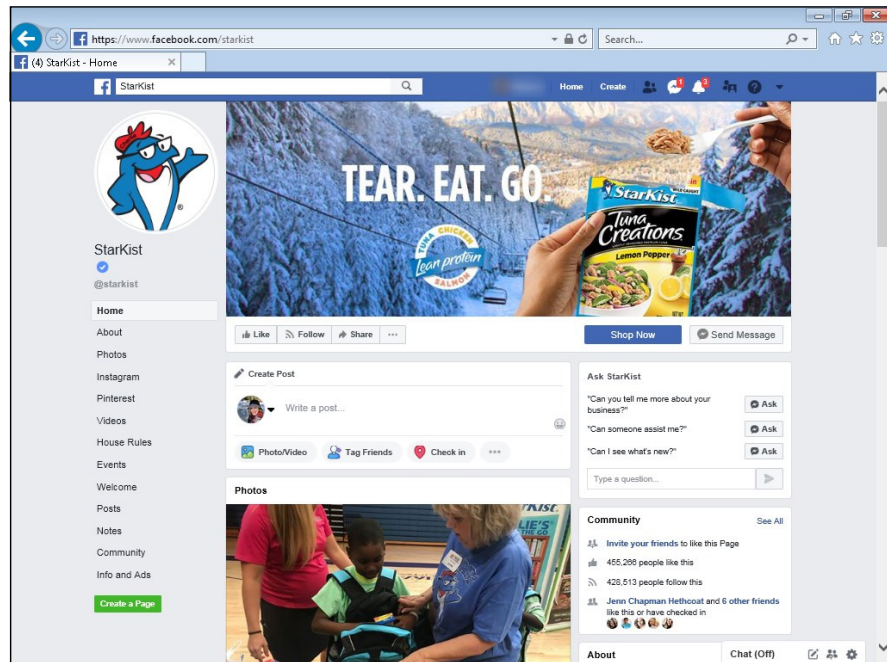 https://www.facebook.com/starkist
Search...
(4) StarKist - Home
StarKist
Home
Create
1
3
TEAR. EAT. GO.
TUNA CHICKEN
Lean protein
SALMON
StarKist
WILD CAUGHT
Tuna
Creations
Lemon Pepper
StarKist
@starkist
Home
About
Photos
Instagram
Pinterest
Videos
House Rules
Events
Welcome
Posts
Notes
Community
Info and Ads
Create a Page
Like
Follow
Share
Shop Now
Send Message
Create Post
Write a post...
Photo/Video
Tag Friends
Check in
Photos
Ask StarKist
"Can you tell me more about your
business?"
Ask
"Can someone assist me?"
Ask
"Can I see what's new?"
Ask
Type a question...
Community
See All
Invite your friends to like this Page
455,266 people like this
428,513 people follow this
Jenn Chapman Hethcoat and 6 other friends
like this or have checked in
About
Chat (Off)